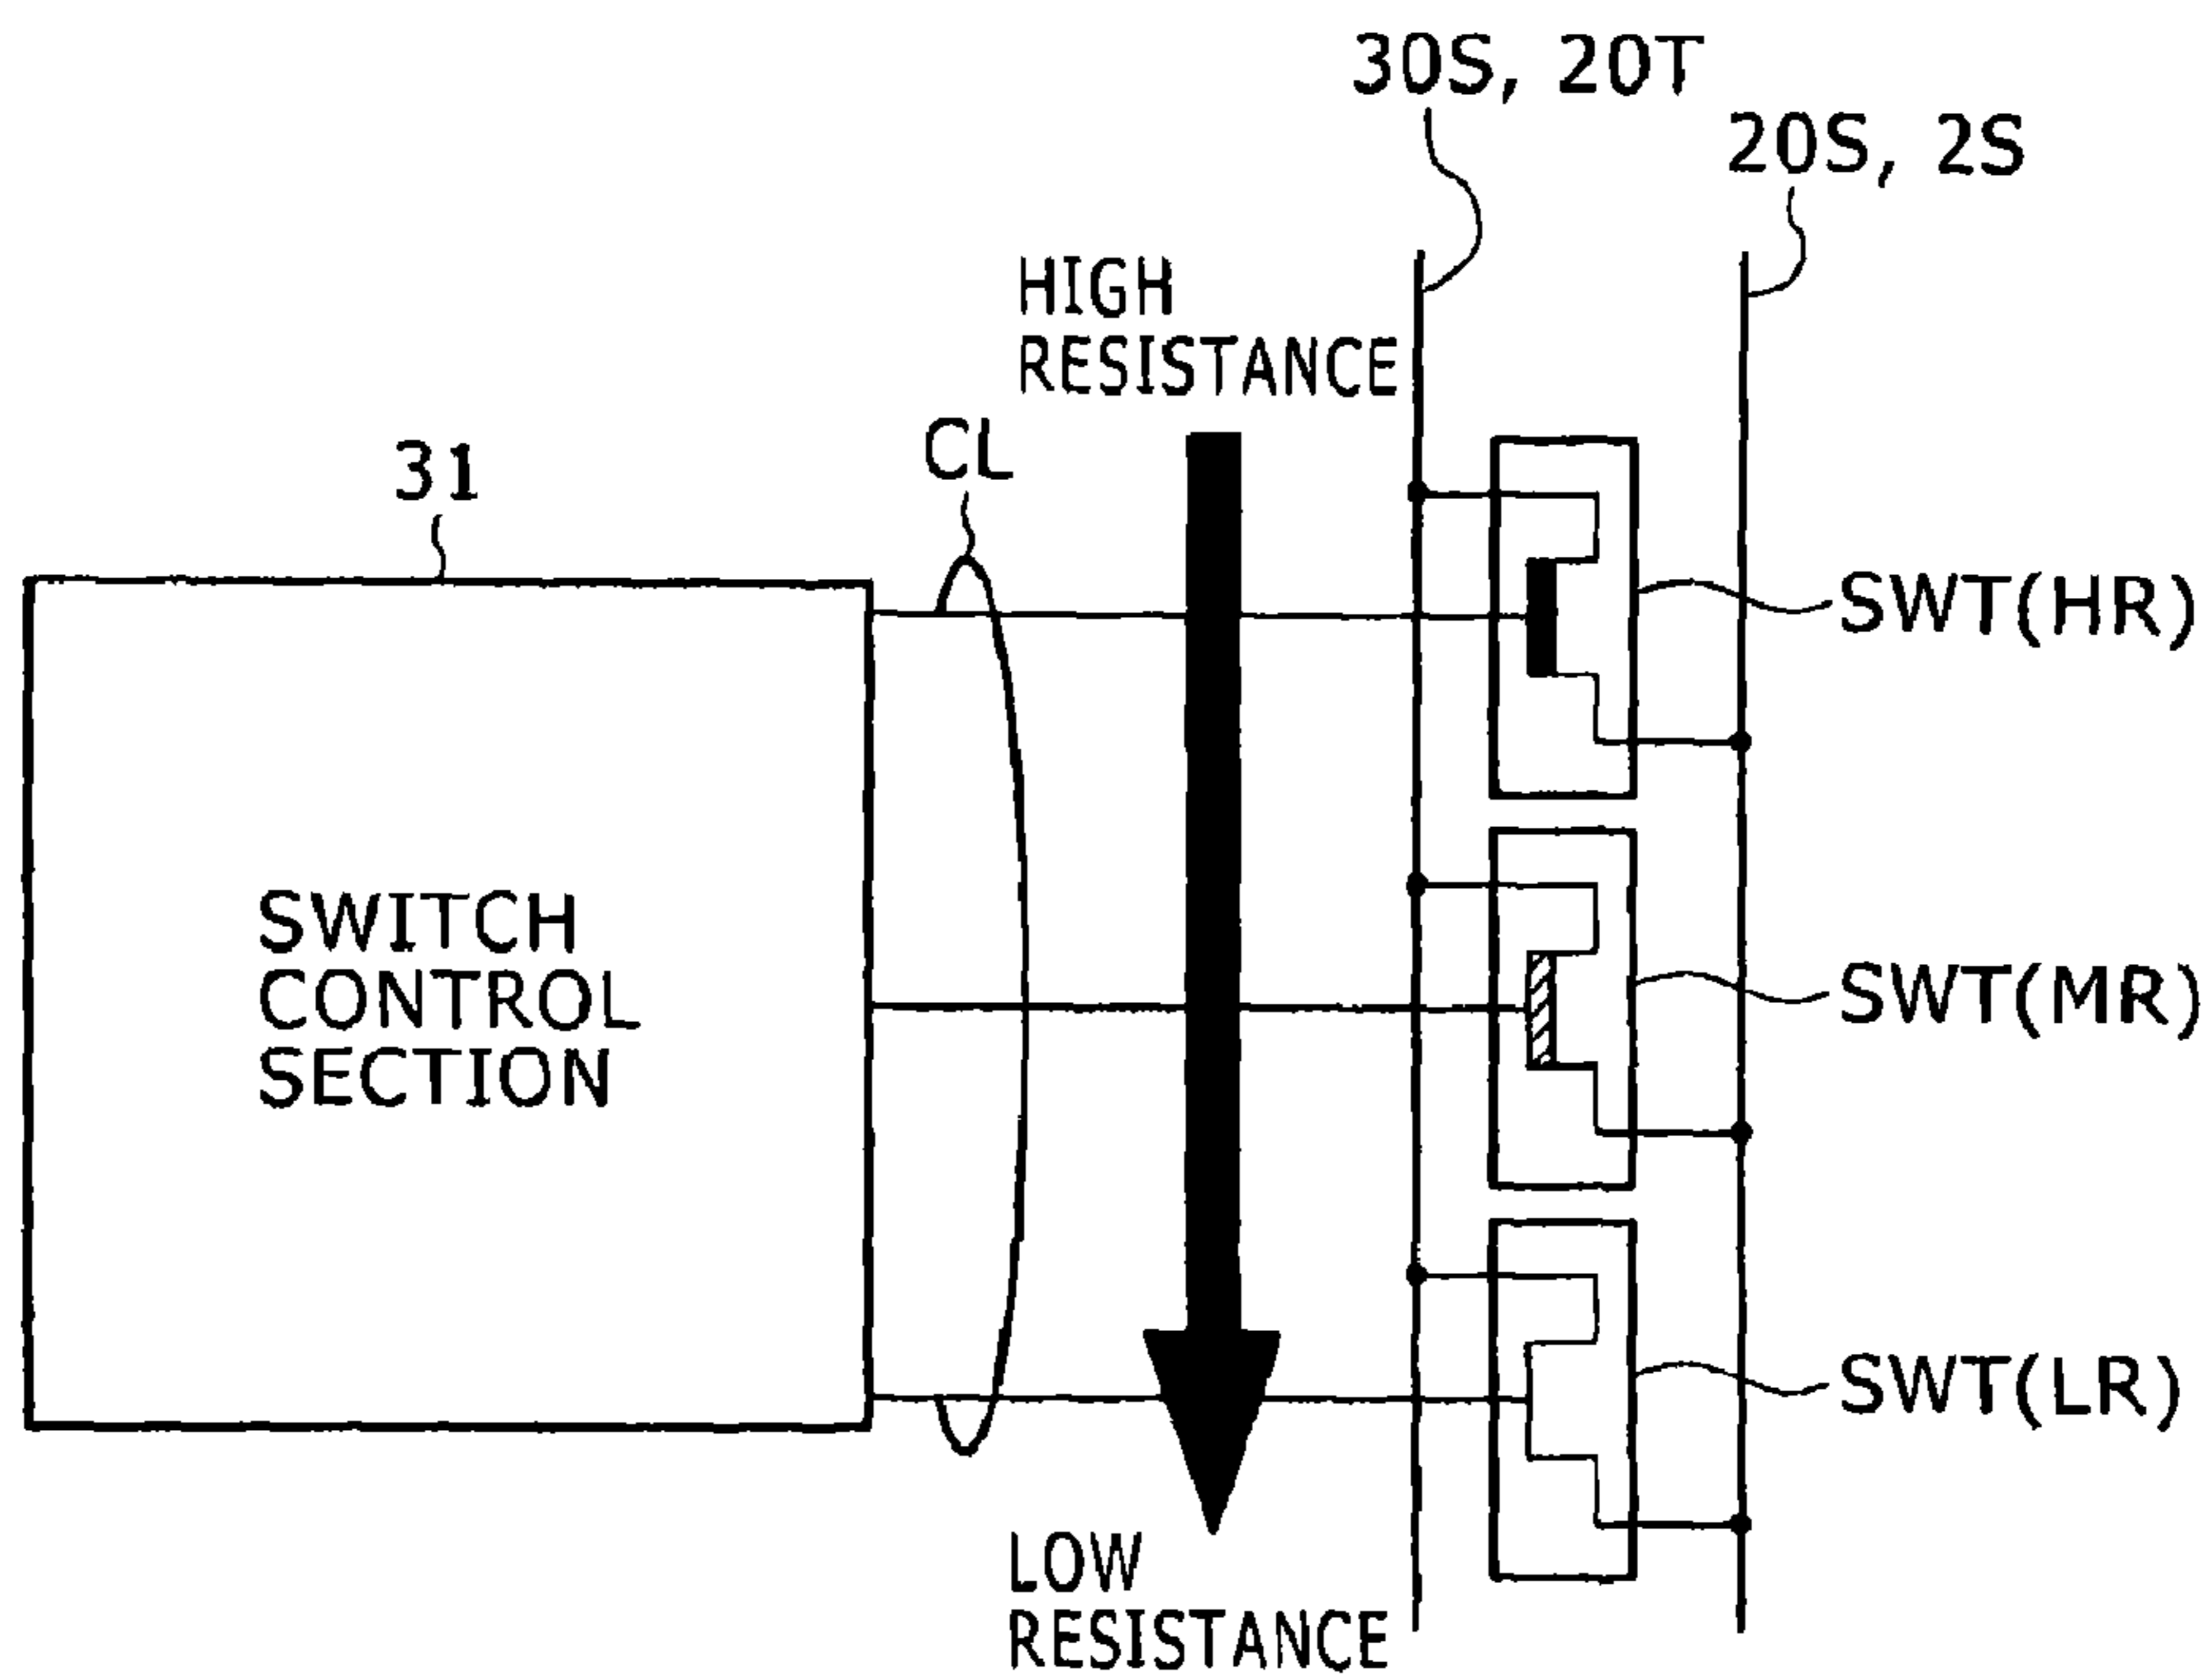 30S, 20T
20S, 2S
HIGH
RESISTANCE
CL
31
SWT(HR)
SWITCH
CONTROL
SECTION
SWT(MR)
SWT(LR)
LOW
RESISTANCE